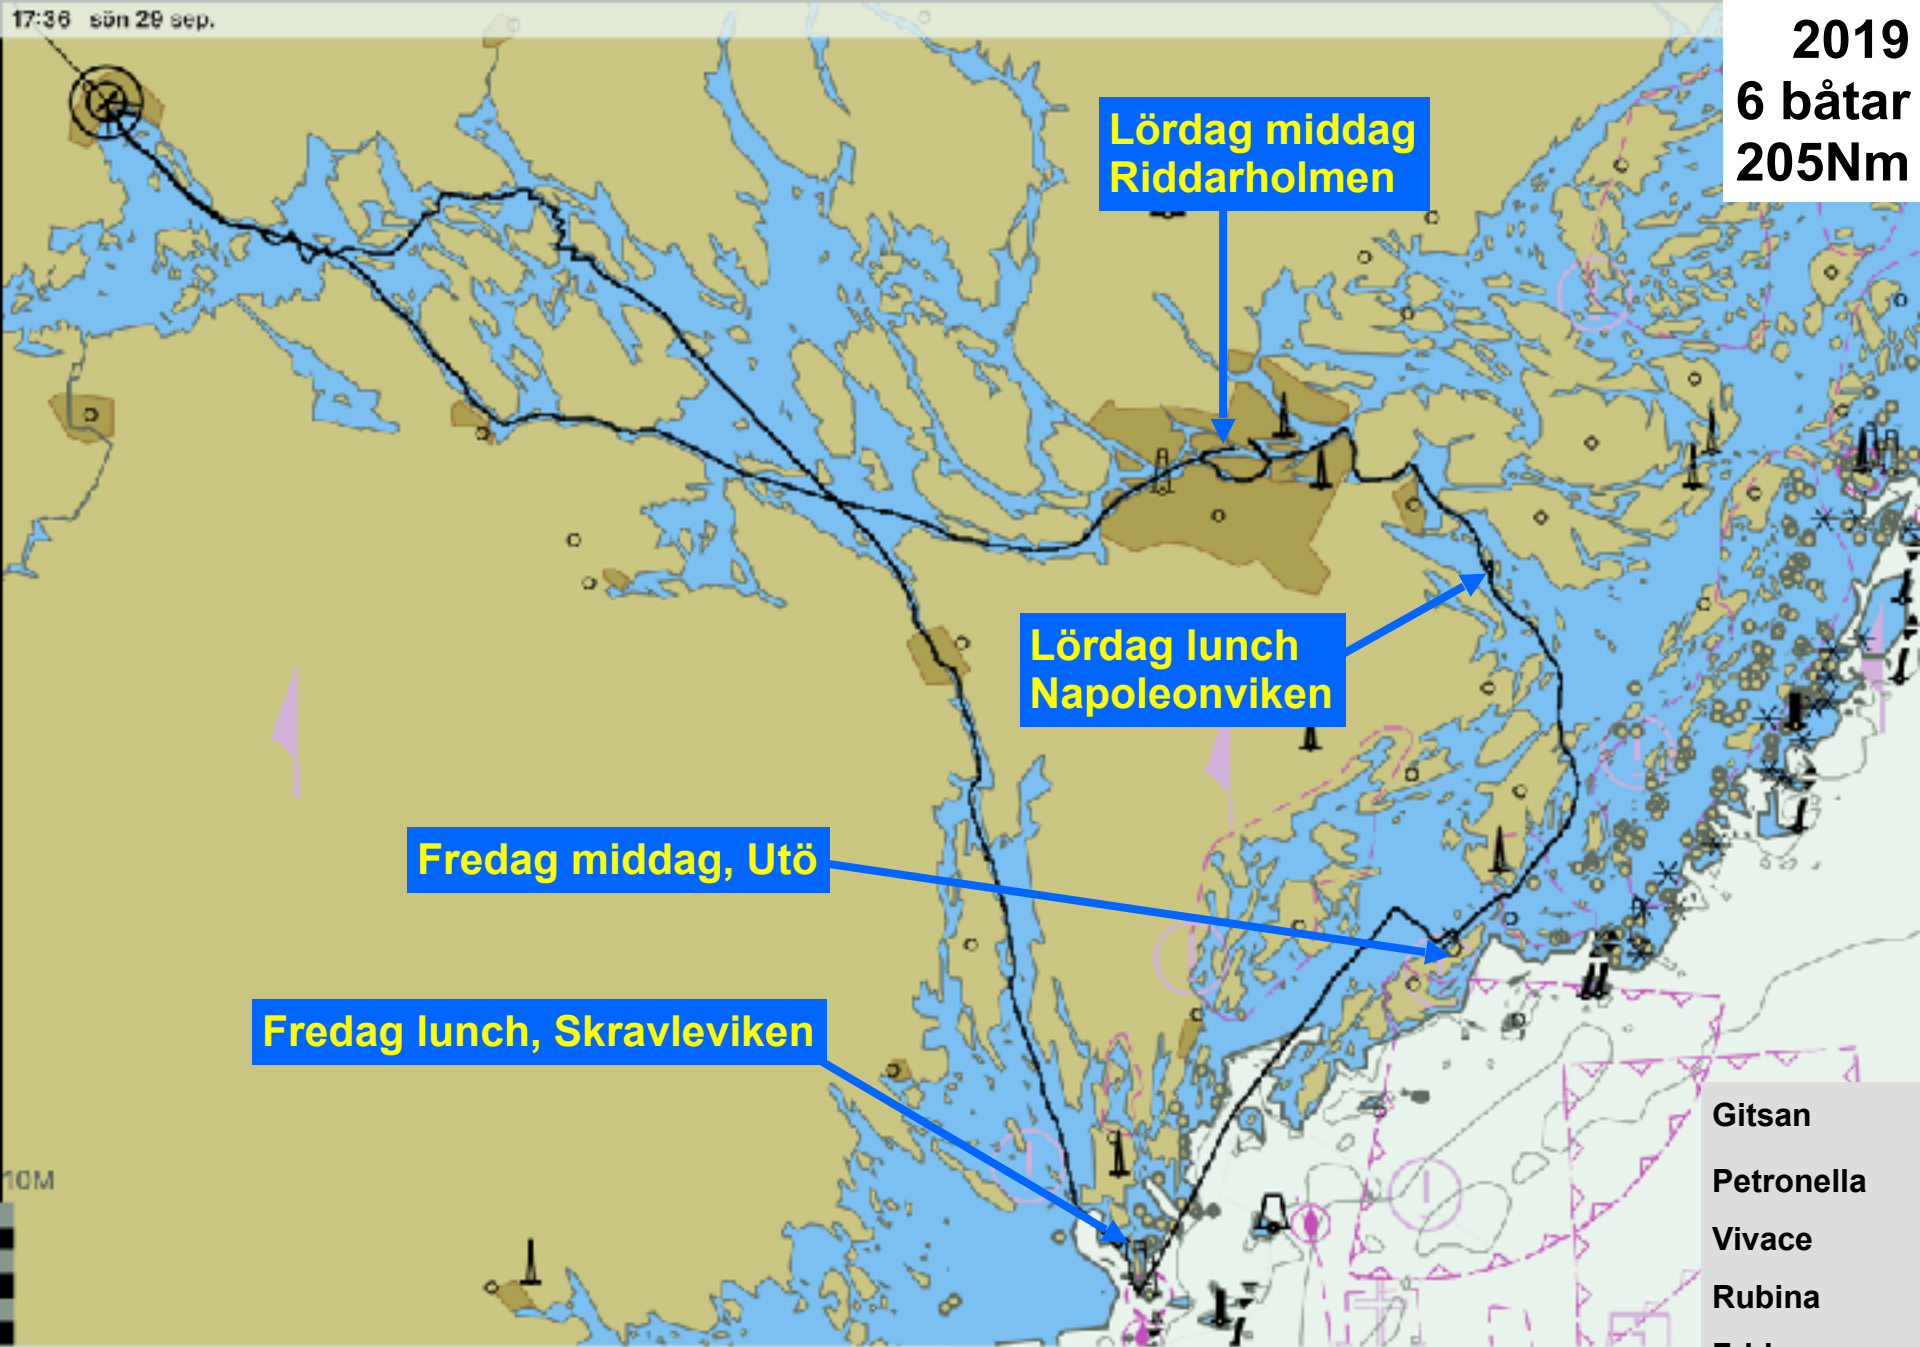 17:36 sön 29 sep.
2019
6 båtar
205Nm
Lördag middag
Riddarholmen
Lördag lunch
Napoleonviken
Fredag middag, Utö
Fredag lunch, Skravleviken
10M
Gitsan
Petronella
Vivace
Rubina